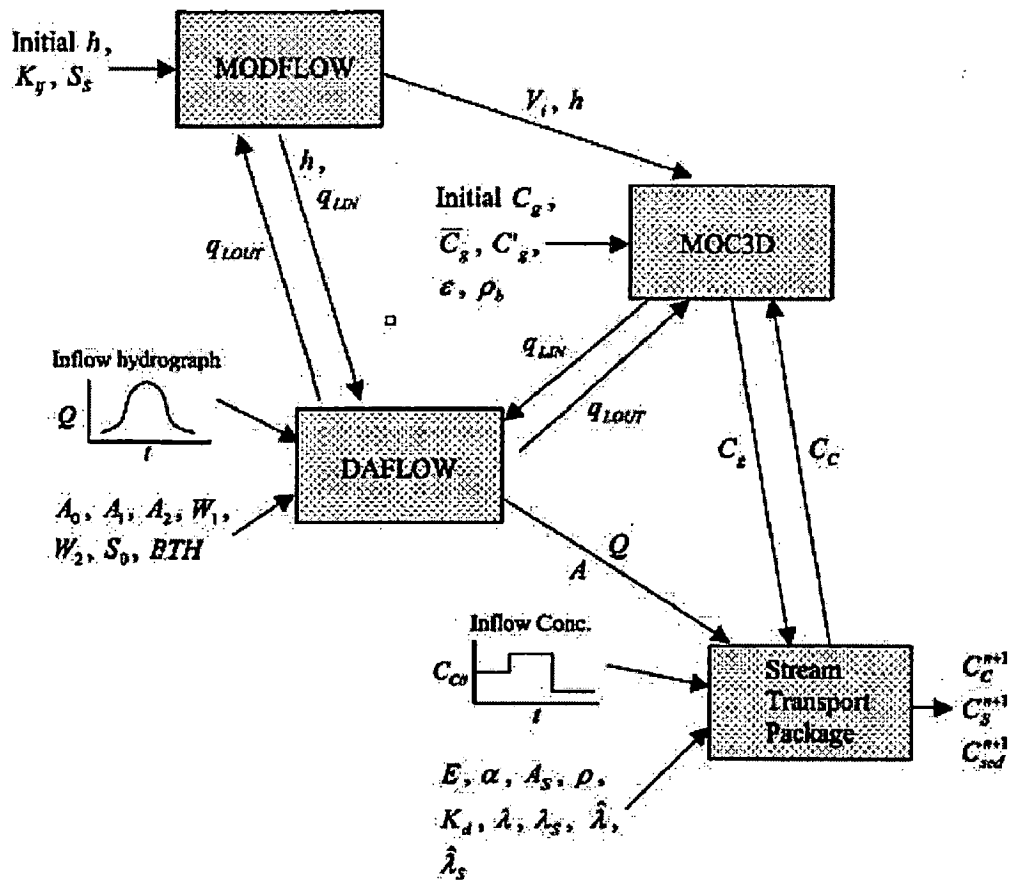 Initial h,
K_ij, S_s
MODFLOW
V_i, h
h,
q_LIN
q_LOUT
Initial C_g,
C̅_g, C'_g,
ε, ρ_b
MOC3D
Inflow hydrograph
Q
t
q_LIN
q_LOUT
DAFLOW
A_0, A_1, A_2, W_1,
W_2, S_0, BTH
C_g
C_C
Q
A
Inflow Conc.
C_C0
t
Stream
Transport
Package
C_C^{n+1}
C_S^{n+1}
C_sed^{n+1}
E, α, A_S, ρ,
K_d, λ, λ_S, λ̂,
λ̂_S